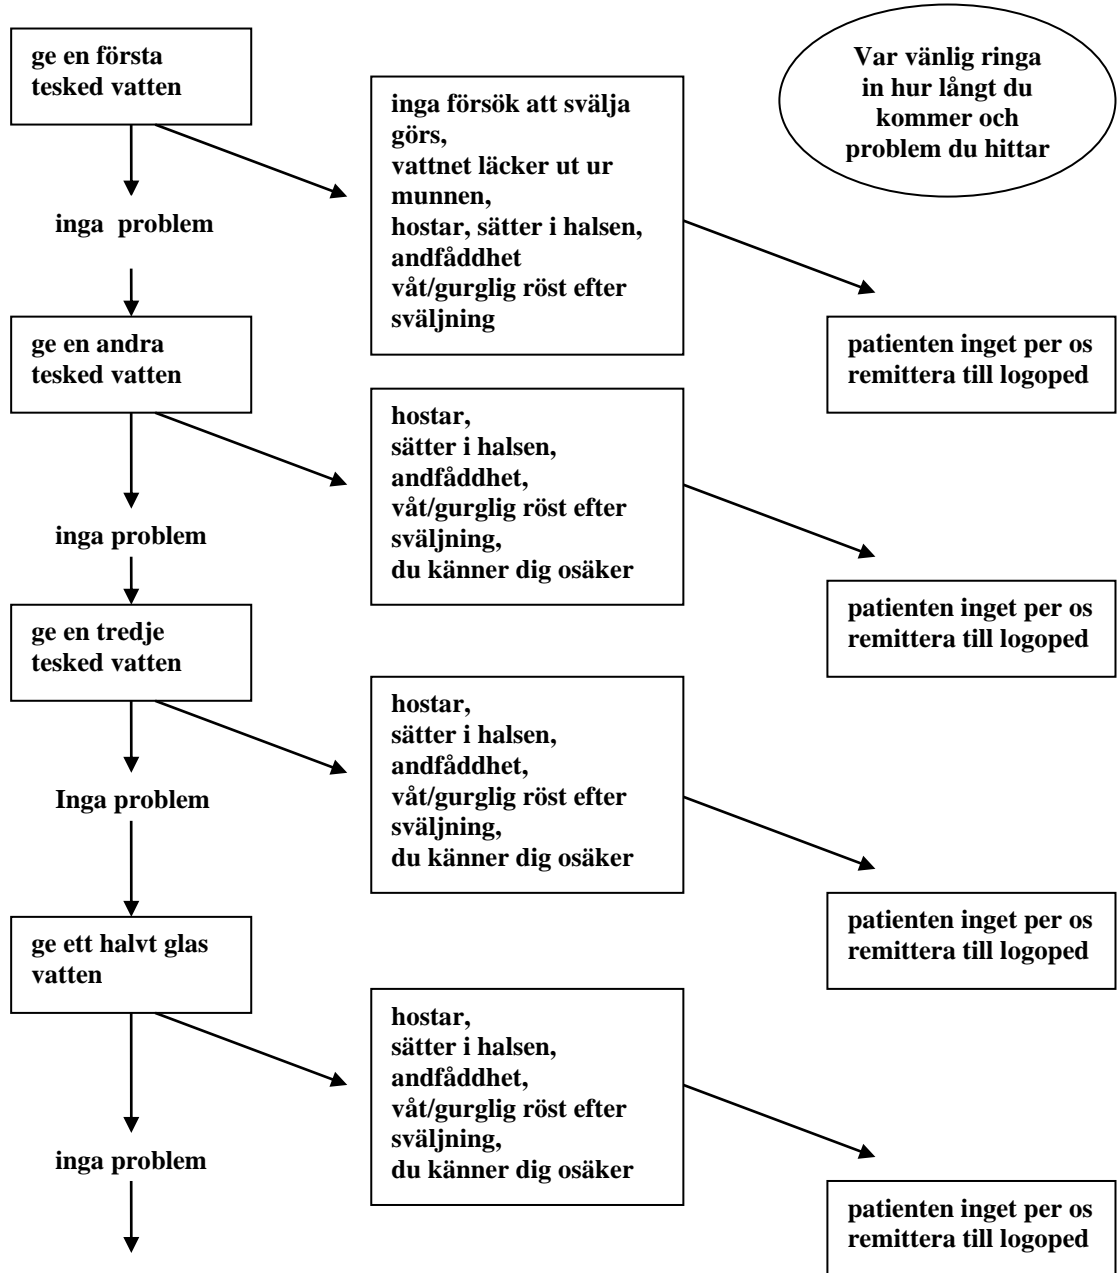 ge en första
tesked vatten
inga försök att svälja
görs,
vattnet läcker ut ur
munnen,
hostar, sätter i halsen,
andfåddhet
våt/gurglig röst efter
sväljning
Var vänlig ringa
in hur långt du
kommer och
problem du hittar
inga problem
patienten inget per os
remittera till logoped
ge en andra
tesked vatten
hostar,
sätter i halsen,
andfåddhet,
våt/gurglig röst efter
sväljning,
du känner dig osäker
inga problem
patienten inget per os
remittera till logoped
ge en tredje
tesked vatten
hostar,
sätter i halsen,
andfåddhet,
våt/gurglig röst efter
sväljning,
du känner dig osäker
Inga problem
patienten inget per os
remittera till logoped
ge ett halvt glas
vatten
hostar,
sätter i halsen,
andfåddhet,
våt/gurglig röst efter
sväljning,
du känner dig osäker
inga problem
patienten inget per os
remittera till logoped